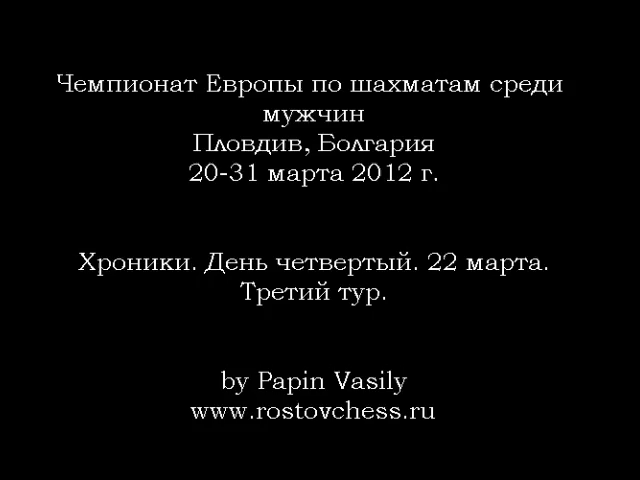 Чемпионат Европы по шахматам среди
мужчин
Пловдив, Болгария
20-31 марта 2012 г.
Хроники. День четвертый. 22 марта.
Третий тур.
by Papin Vasily
www.rostovchess.ru